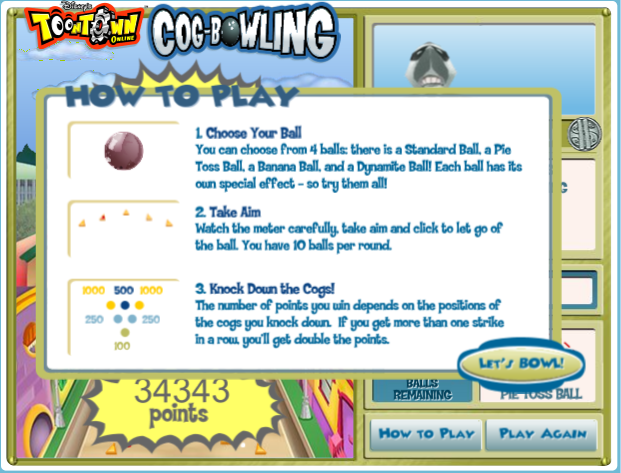 Disney's
TOONTOWN
ONLINE
COG-BOWLING
HOW TO PLAY
1. Choose Your Ball
You can choose from 4 balls: there is a Standard Ball, a Pie
Toss Ball, a Banana Ball, and a Dynamite Ball! Each ball has its
own special effect - so try them all!
2. Take Aim
Watch the meter carefully, take aim and click to let go of
the ball. You have 10 balls per round.
1000 500 1000
250 250
100
3. Knock Down the Cogs!
The number of points you win depends on the positions of
the cogs you knock down. If you get more than one strike
in a row, you'll get double the points.
LET'S BOWL!
34343
points
BALLS
REMAINING
PIE TOSS BALL
HOW TO PLAY
PLAY AGAIN